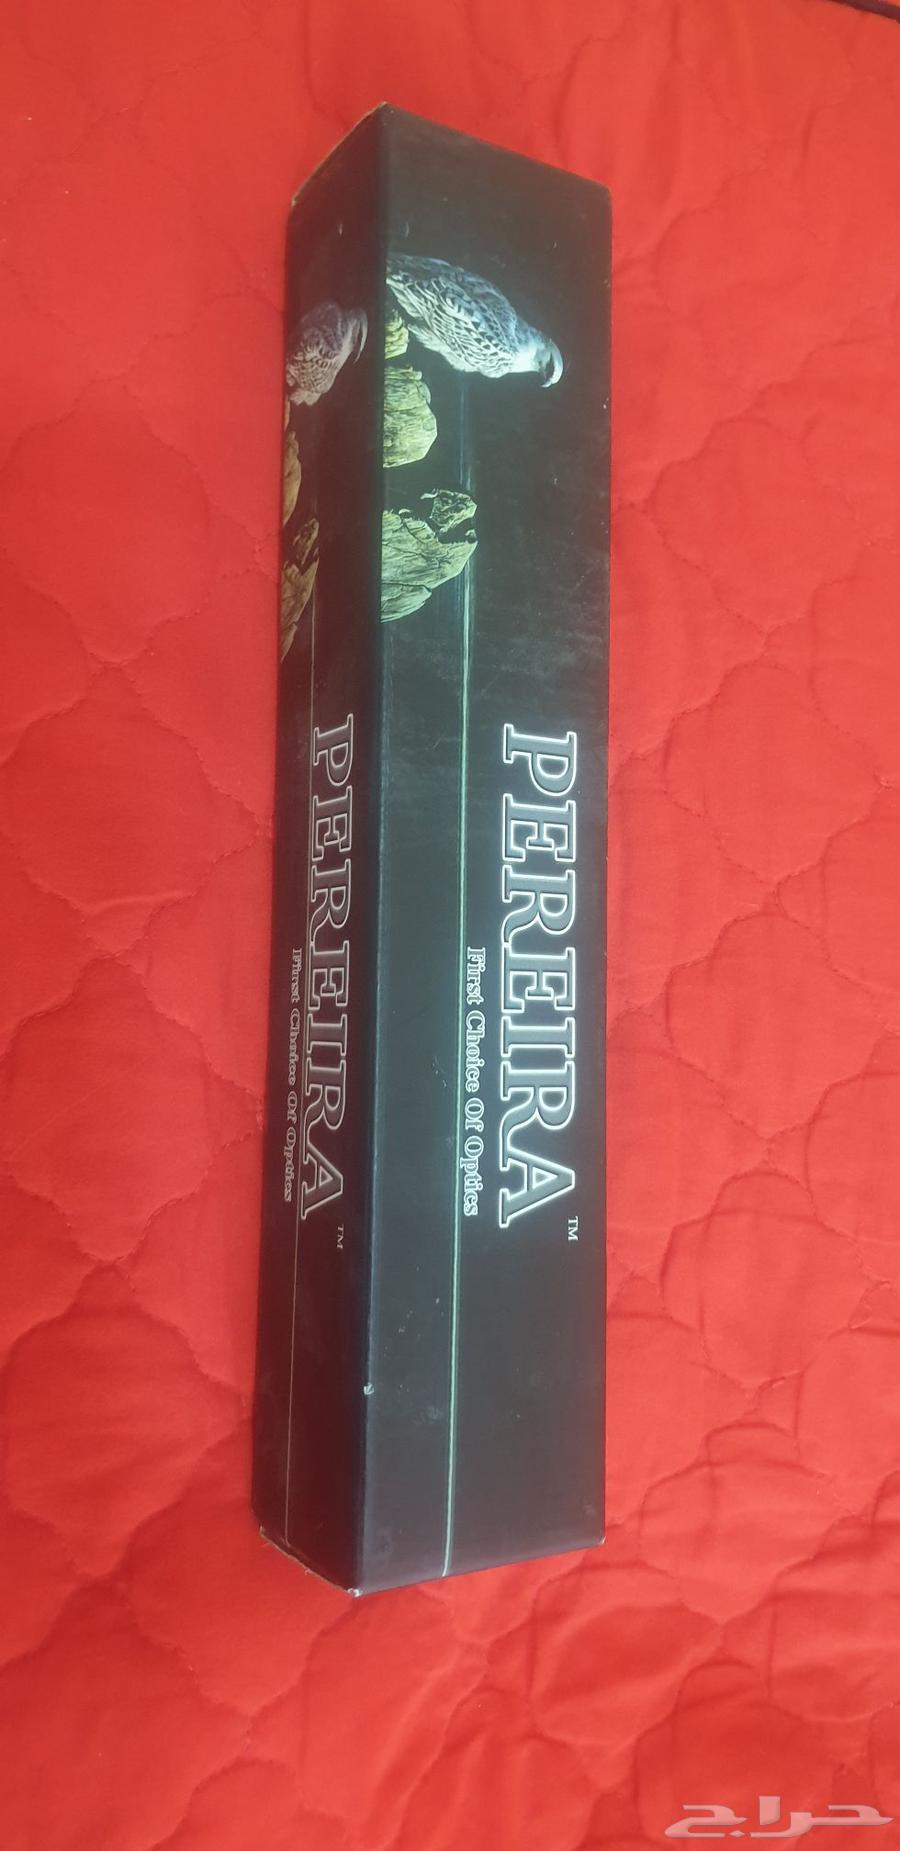 PEREIRA™
First Choice Of Optics
PEREIRA™
First Choice Of Optics
حراج